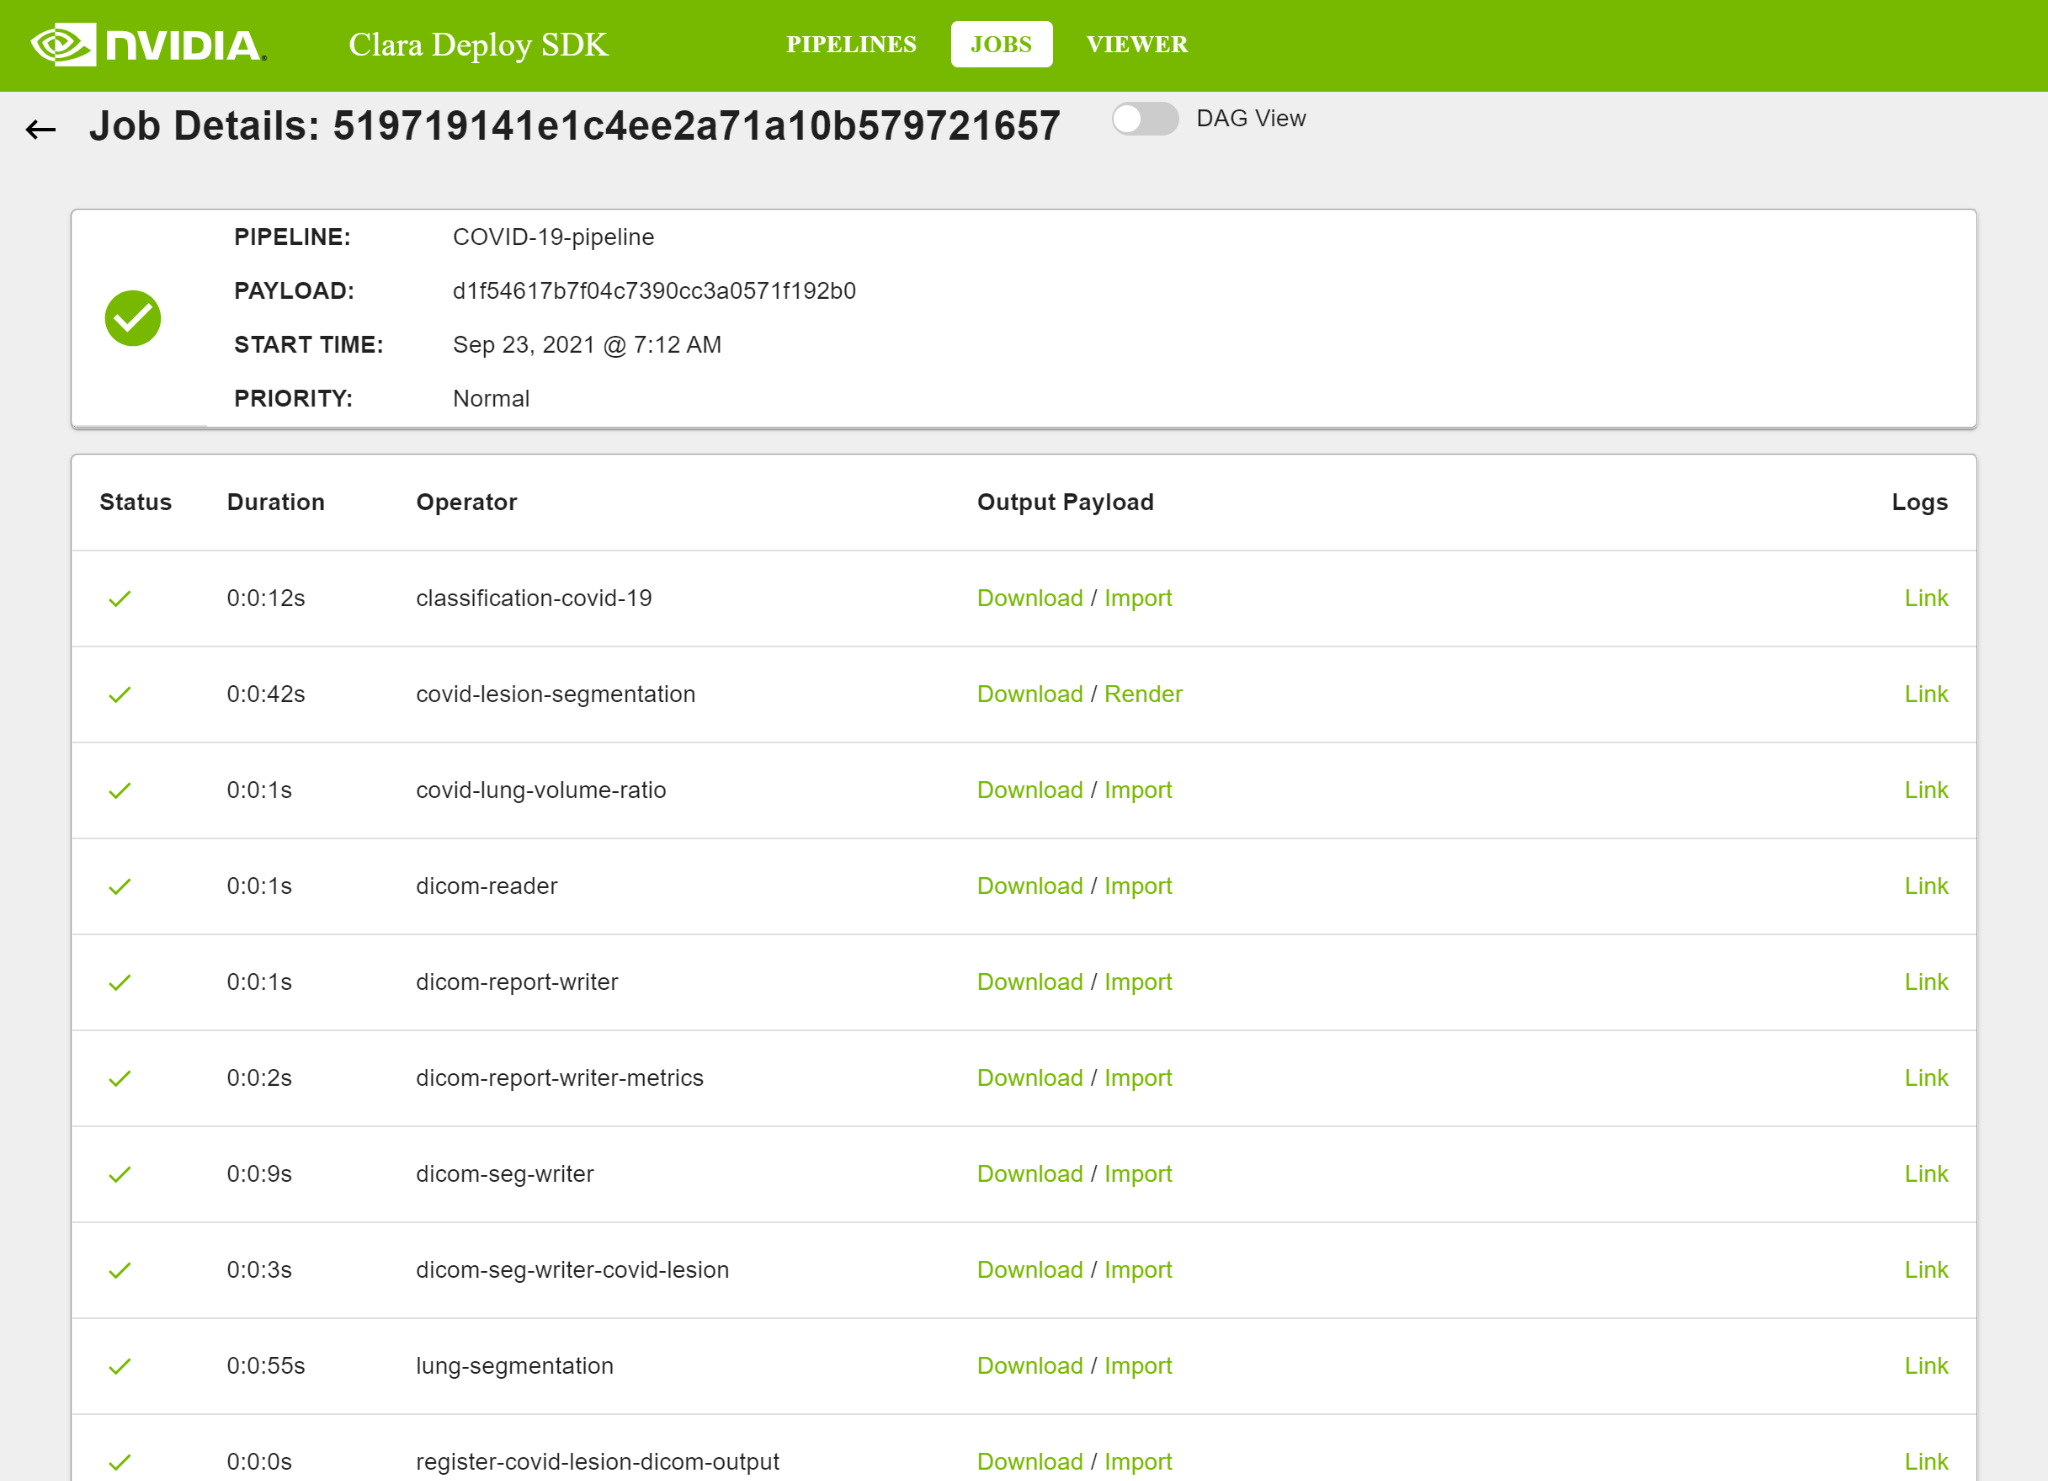 NVIDIA®
Clara Deploy SDK
PIPELINES JOBS VIEWER
Job Details: 519719141e1c4ee2a71a10b579721657
DAG View
PIPELINE: COVID-19-pipeline
PAYLOAD: d1f54617b7f04c7390cc3a0571f192b0
START TIME: Sep 23, 2021 @ 7:12 AM
PRIORITY: Normal
Status Duration Operator Output Payload Logs
0:0:12s classification-covid-19 Download / Import Link
0:0:42s covid-lesion-segmentation Download / Render Link
0:0:1s covid-lung-volume-ratio Download / Import Link
0:0:1s dicom-reader Download / Import Link
0:0:1s dicom-report-writer Download / Import Link
0:0:2s dicom-report-writer-metrics Download / Import Link
0:0:9s dicom-seg-writer Download / Import Link
0:0:3s dicom-seg-writer-covid-lesion Download / Import Link
0:0:55s lung-segmentation Download / Import Link
0:0:0s register-covid-lesion-dicom-output Download / Import Link